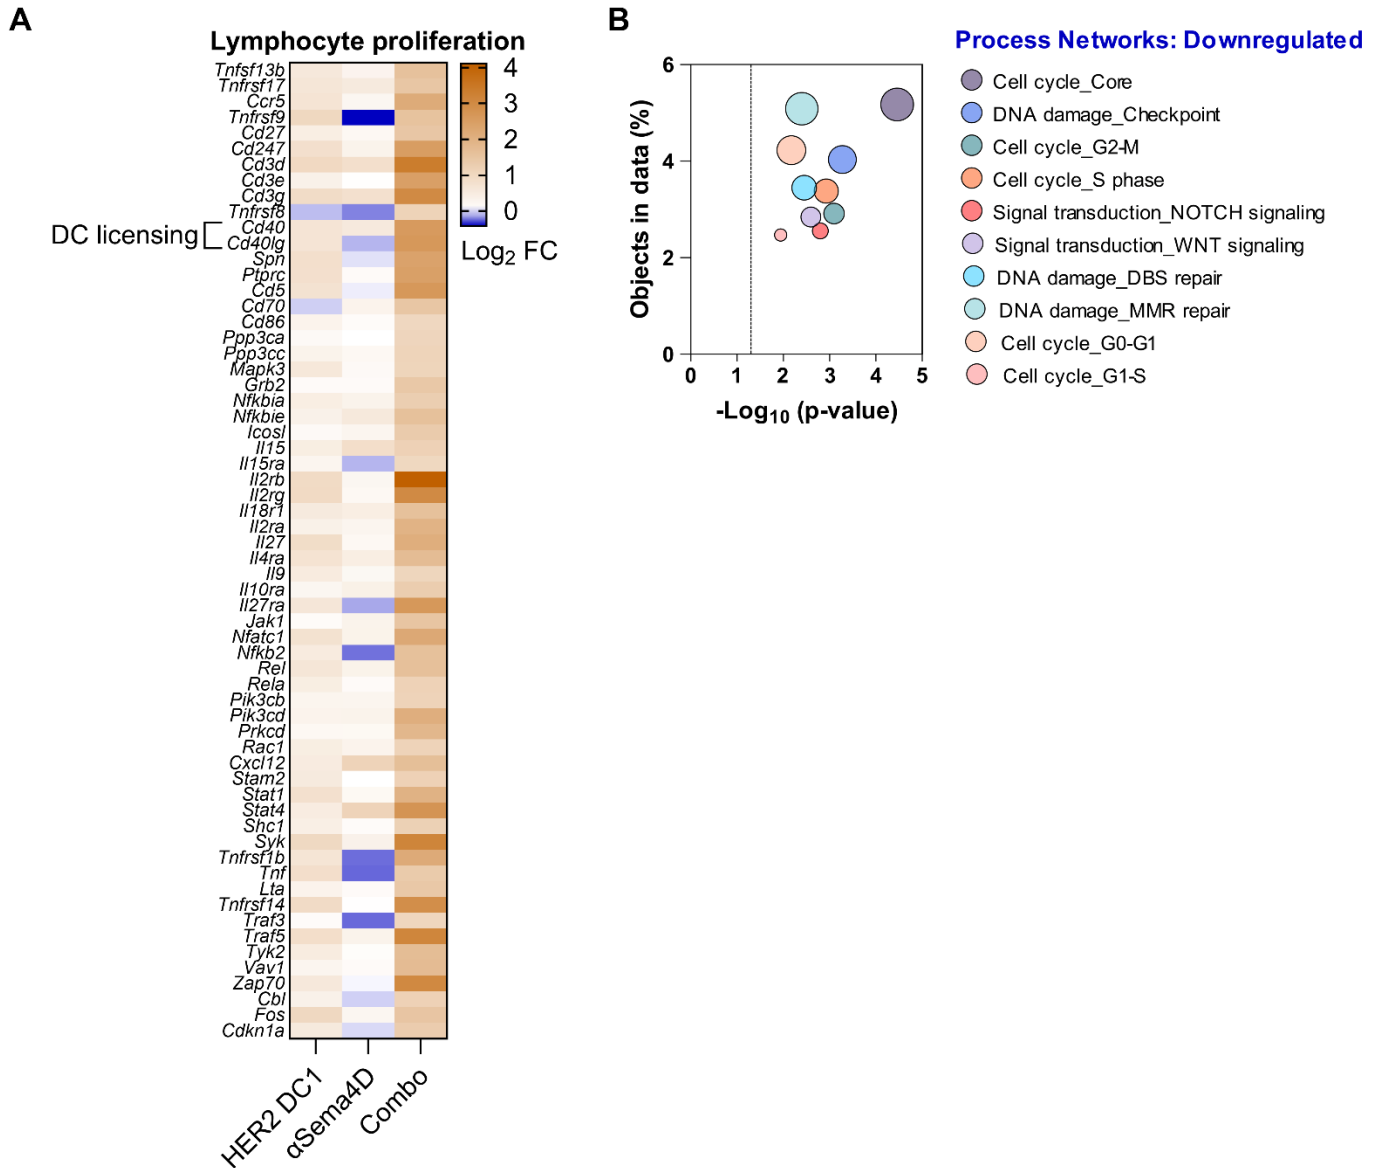 A
Lymphocyte proliferation
Tnfsf13b
Tnfrsf17
Ccr5
Tnfrsf9
Cd27
Cd247
Cd3d
Cd3e
Cd3g
Tnfrsf8
Cd40
Cd40lg
Spn
Ptprc
Cd5
Cd70
Cd86
Ppp3ca
Ppp3cc
Mapk3
Grb2
Nfkbia
Nfkbie
Icosl
Il15
Il15ra
Il2rb
Il2rg
Il18r1
Il2ra
Il27
Il4ra
Il9
Il10ra
Il27ra
Jak1
Nfatc1
Nfkb2
Rel
Rela
Pik3cb
Pik3cd
Prkcd
Rac1
Cxcl12
Stam2
Stat1
Stat4
Shc1
Syk
Tnfrsf1b
Tnf
Lta
Tnfrsf14
Traf3
Traf5
Tyk2
Vav1
Zap70
Cbl
Fos
Cdkn1a
DC licensing
4
3
2
1
0
Log2 FC
HER2 DC1
αSema4D
Combo
B
Process Networks: Downregulated
Objects in data (%)
6
4
2
0
0 1 2 3 4 5
-Log10 (p-value)
Cell cycle_Core
DNA damage_Checkpoint
Cell cycle_G2-M
Cell cycle_S phase
Signal transduction_NOTCH signaling
Signal transduction_WNT signaling
DNA damage_DBS repair
DNA damage_MMR repair
Cell cycle_G0-G1
Cell cycle_G1-S